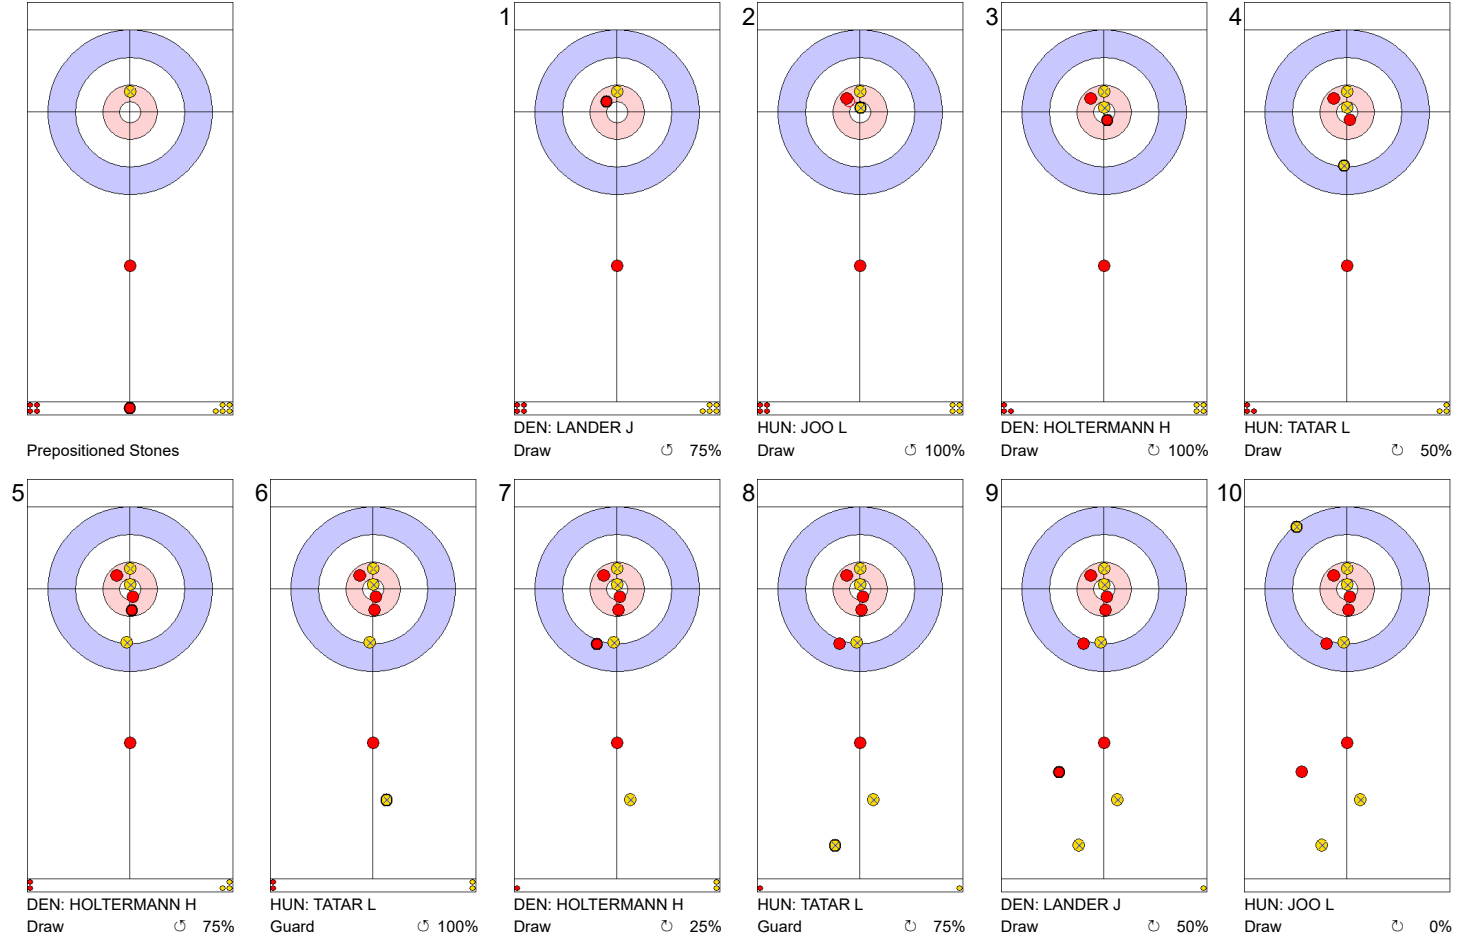 Prepositioned Stones
1
DEN: LANDER J
Draw ↺ 75%
2
HUN: JOO L
Draw ↺ 100%
3
DEN: HOLTERMANN H
Draw ↻ 100%
4
HUN: TATAR L
Draw ↻ 50%
5
DEN: HOLTERMANN H
Draw ↺ 75%
6
HUN: TATAR L
Guard ↺ 100%
7
DEN: HOLTERMANN H
Draw ↻ 25%
8
HUN: TATAR L
Guard ↻ 75%
9
DEN: LANDER J
Draw ↻ 50%
10
HUN: JOO L
Draw ↻ 0%